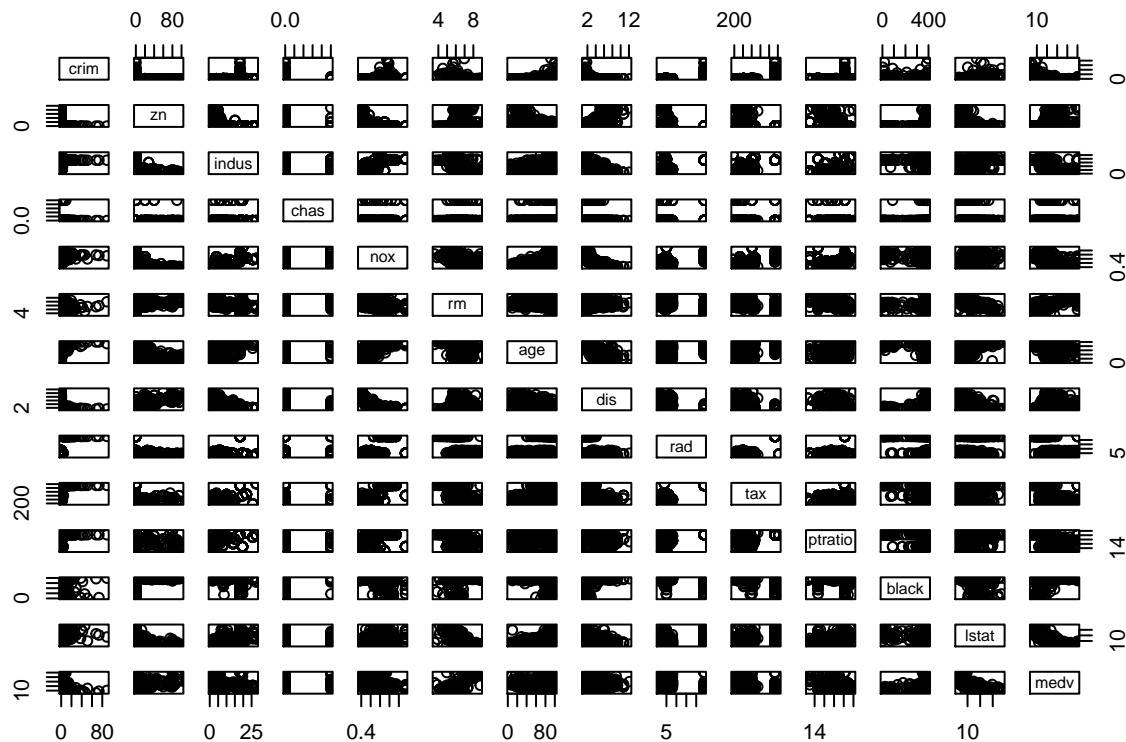 0 80 0.0 4 8 2 12 200 0 400 10
crim 0
0 zn
indus 0
0.0 chas
nox 0.4
4 rm
age 0
2 dis
rad 5
200 tax
ptratio 14
0 black
lstat 10
10 medv
0 80 0 25 0.4 0 80 5 14 10